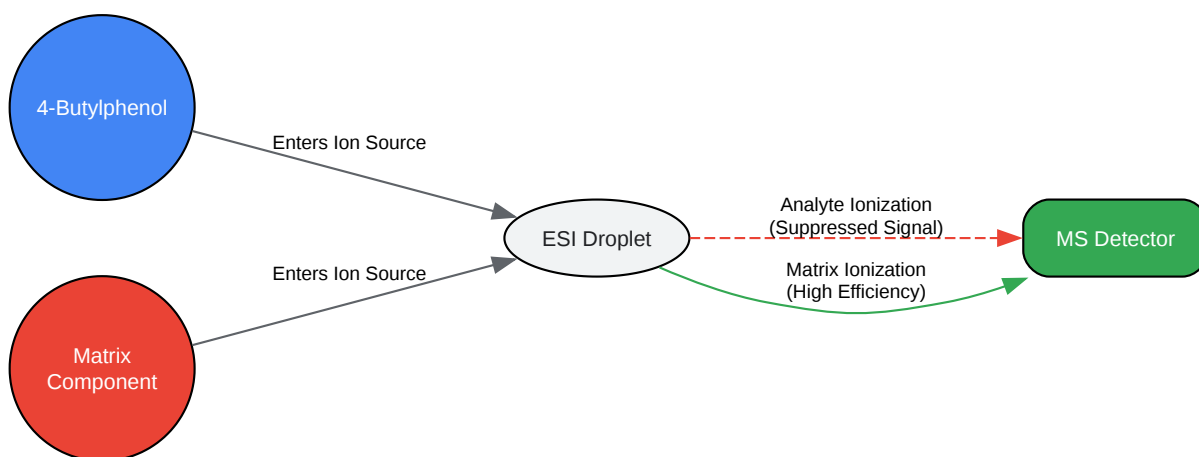 4-Butylphenol
Enters Ion Source
Matrix
Component
Enters Ion Source
ESI Droplet
Analyte Ionization
(Suppressed Signal)
Matrix Ionization
(High Efficiency)
MS Detector